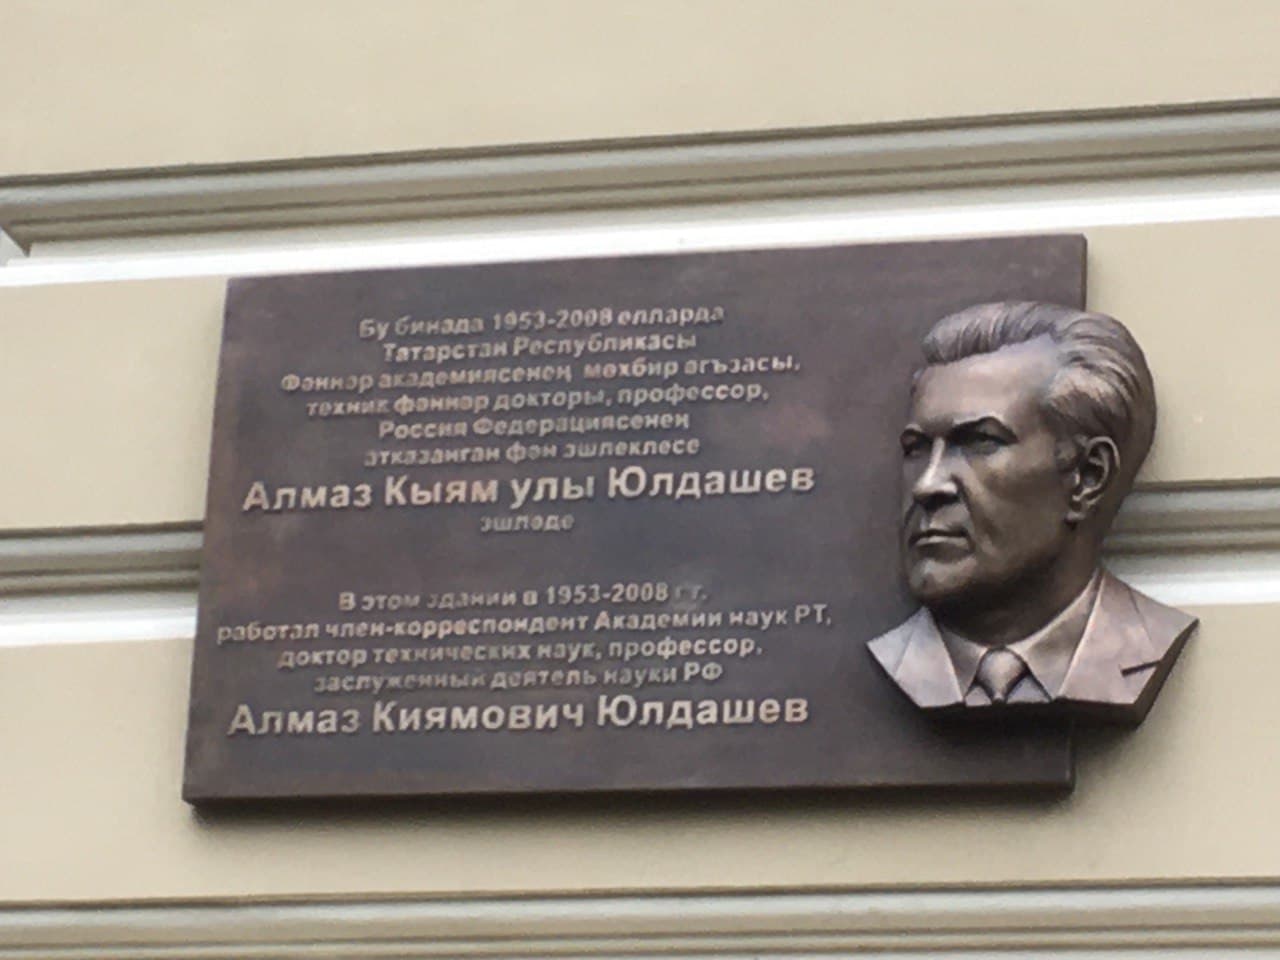 Бу бинада 1953-2008 елларда
Татарстан Республикасы
Фәннәр академиясенең мөхбир әгъзасы,
техник фәннәр докторы, профессор,
Россия Федерациясенең
атказанган фән эшлеклесе
Алмаз Кыям улы Юлдашев
эшләде
В этом здании в 1953-2008 гг.
работал член-корреспондент Академии наук РТ,
доктор технических наук, профессор,
заслуженный деятель науки РФ
Алмаз Киямович Юлдашев